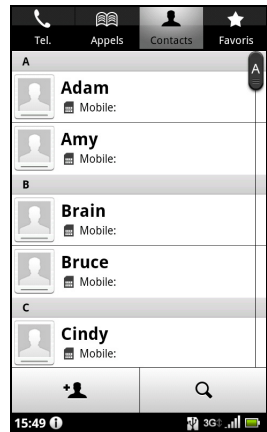 Tel. Appels Contacts Favoris
A
A
Adam
Mobile:
Amy
Mobile:
B
Brain
Mobile:
Bruce
Mobile:
C
Cindy
Mobile:
15:49 3G